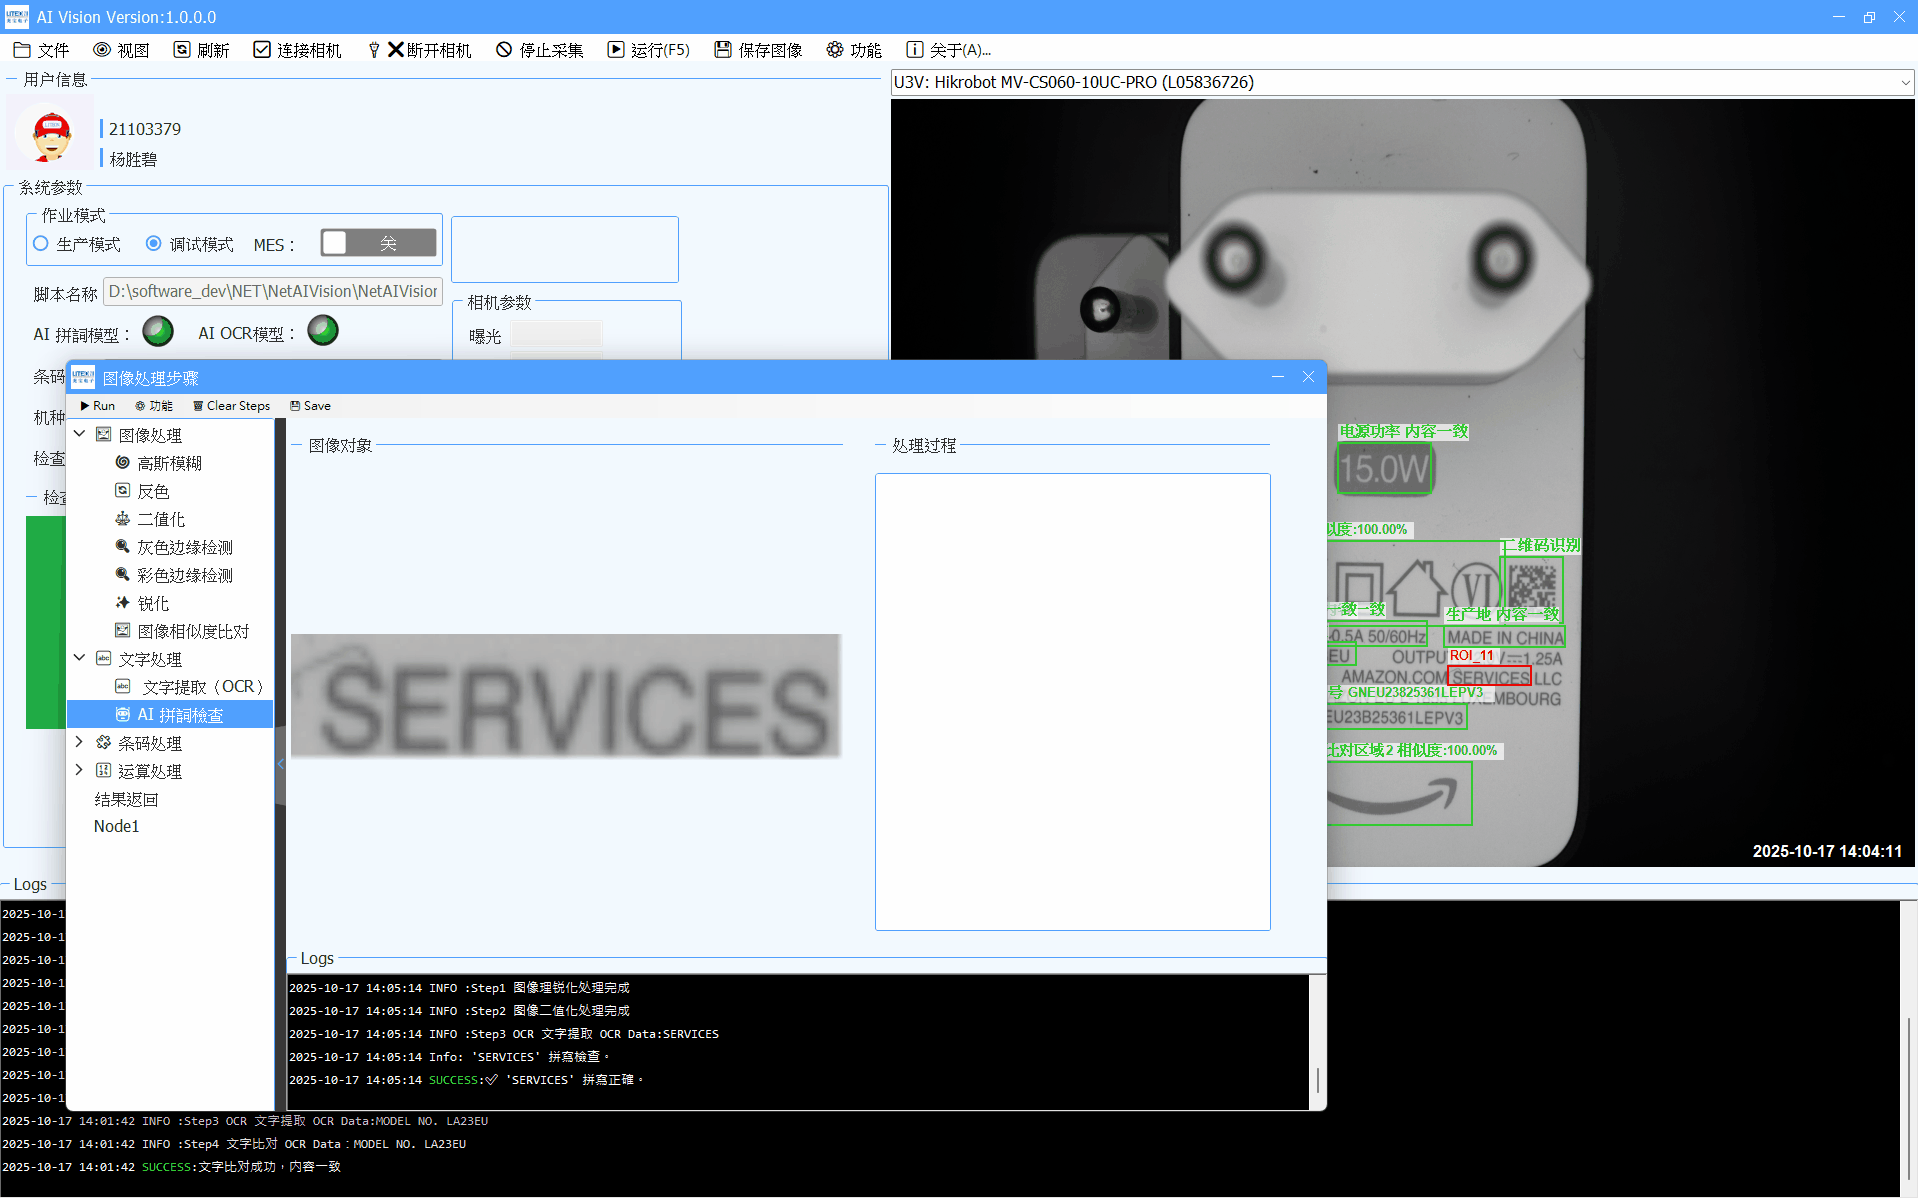 AI Vision Version:1.0.0.0
文件 视图 刷新 连接相机 断开相机 停止采集 运行(F5) 保存图像 功能 关于(A)...
用户信息
21103379
杨胜碧
系统参数
作业模式
生产模式 调试模式 MES： 关
脚本名称 D:\software_dev\NET\NetAIVision\NetAIVision
AI 拼詞模型： AI OCR模型：
条码
机种
检查
检查
相机参数
曝光
U3V: Hikrobot MV-CS060-10UC-PRO (L05836726)
电源功率 内容一致
15.0W
似度:100.00%
二维码识别
VI
一致一致
生产地 内容一致
-0.5A 50/60Hz
MADE IN CHINA
EU
ROI_11
OUTPU
V⎓1.25A
AMAZON.COM SERVICES LLC
号 GNEU23825361LEPV3
XEMBOURG
EU23B25361LEPV3
比对区域2 相似度:100.00%
2025-10-17 14:04:11
图像处理步骤
Run 功能 Clear Steps Save
图像处理
高斯模糊
反色
二值化
灰色边缘检测
彩色边缘检测
锐化
图像相似度比对
文字处理
文字提取（OCR）
AI 拼詞檢查
条码处理
运算处理
结果返回
Node1
图像对象
SERVICES
处理过程
Logs
2025-10-17 14:05:14 INFO :Step1 图像理锐化处理完成
2025-10-17 14:05:14 INFO :Step2 图像二值化处理完成
2025-10-17 14:05:14 INFO :Step3 OCR 文字提取 OCR Data:SERVICES
2025-10-17 14:05:14 Info: 'SERVICES' 拼寫檢查。
2025-10-17 14:05:14 SUCCESS:✅ 'SERVICES' 拼寫正確。
Logs
2025-10-1
2025-10-1
2025-10-1
2025-10-1
2025-10-1
2025-10-1
2025-10-1
2025-10-1
2025-10-1
2025-10-17 14:01:42 INFO :Step3 OCR 文字提取 OCR Data:MODEL NO. LA23EU
2025-10-17 14:01:42 INFO :Step4 文字比对 OCR Data：MODEL NO. LA23EU
2025-10-17 14:01:42 SUCCESS:文字比对成功，内容一致